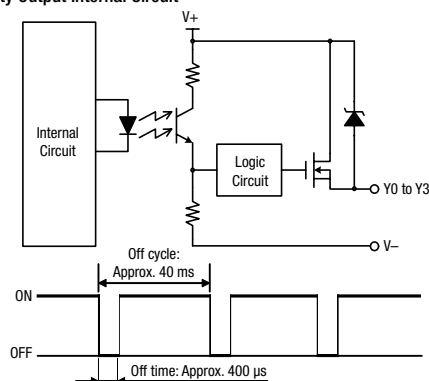 ty Output Internal Circuit
V+
Internal
Circuit
Logic
Circuit
Y0 to Y3
V–
Off cycle:
Approx. 40 ms
ON
OFF
Off time: Approx. 400 µs